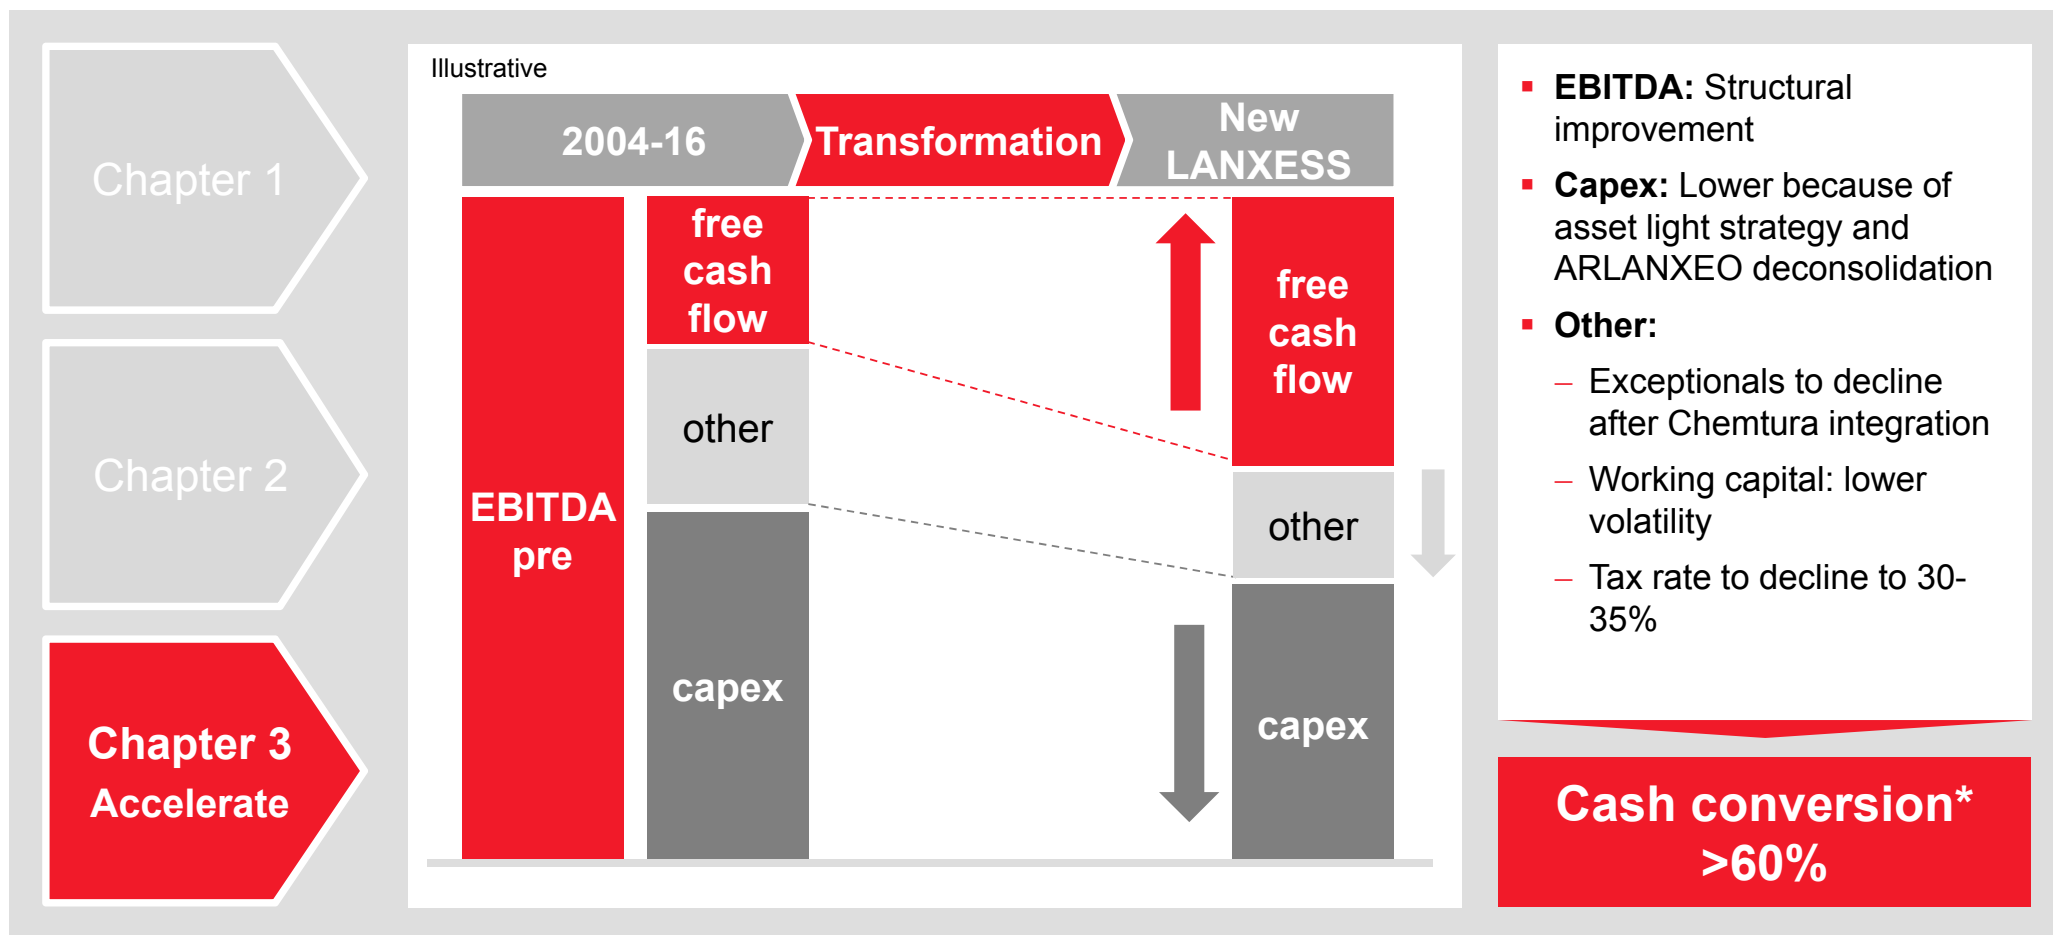 Chapter 1
Chapter 2
Chapter 3
Accelerate
Illustrative
2004-16
Transformation
New
LANXESS
EBITDA
pre
free
cash
flow
other
capex
free
cash
flow
other
capex
EBITDA: Structural
improvement
Capex: Lower because of
asset light strategy and
ARLANXEO deconsolidation
Other:
– Exceptionals to decline
after Chemtura integration
– Working capital: lower
volatility
– Tax rate to decline to 30-
35%
Cash conversion*
>60%